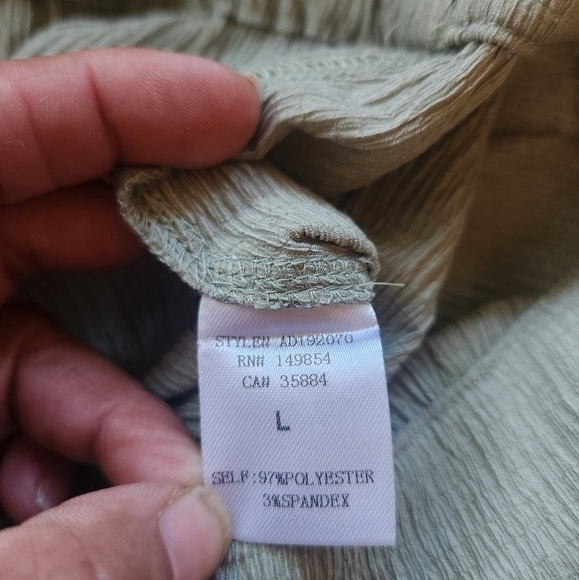 STYLE# AD192070
RN# 149854
CA# 35884
L
SELF:97%POLYESTER
3%SPANDEX